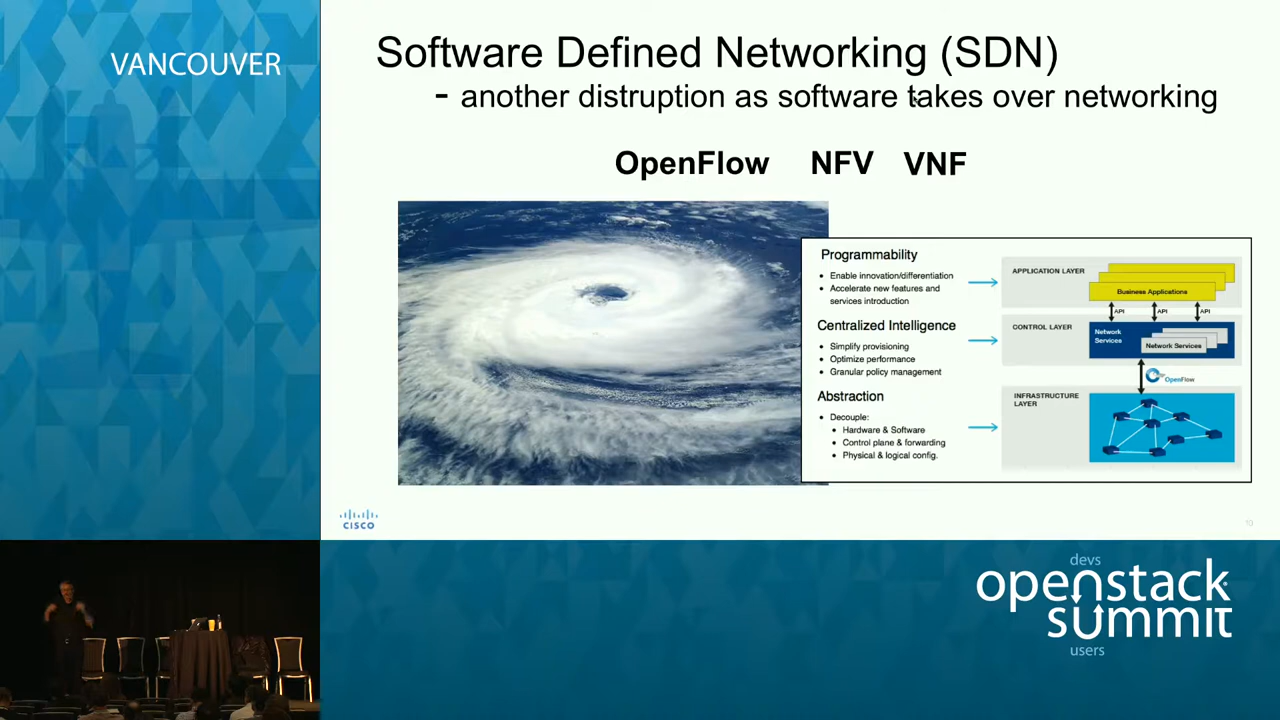 VANCOUVER
Software Defined Networking (SDN)
- another distruption as software takes over networking
OpenFlow NFV VNF
Programmability
• Enable innovation/differentiation
• Accelerate new features and
services introduction
Centralized Intelligence
• Simplify provisioning
• Optimize performance
• Granular policy management
Abstraction
• Decouple:
• Hardware & Software
• Control plane & forwarding
• Physical & logical config.
APPLICATION LAYER
Business Applications
API API API
CONTROL LAYER
Network
Services
Network Services
OpenFlow
INFRASTRUCTURE
LAYER
CISCO
10
devs
openstack
summit
users